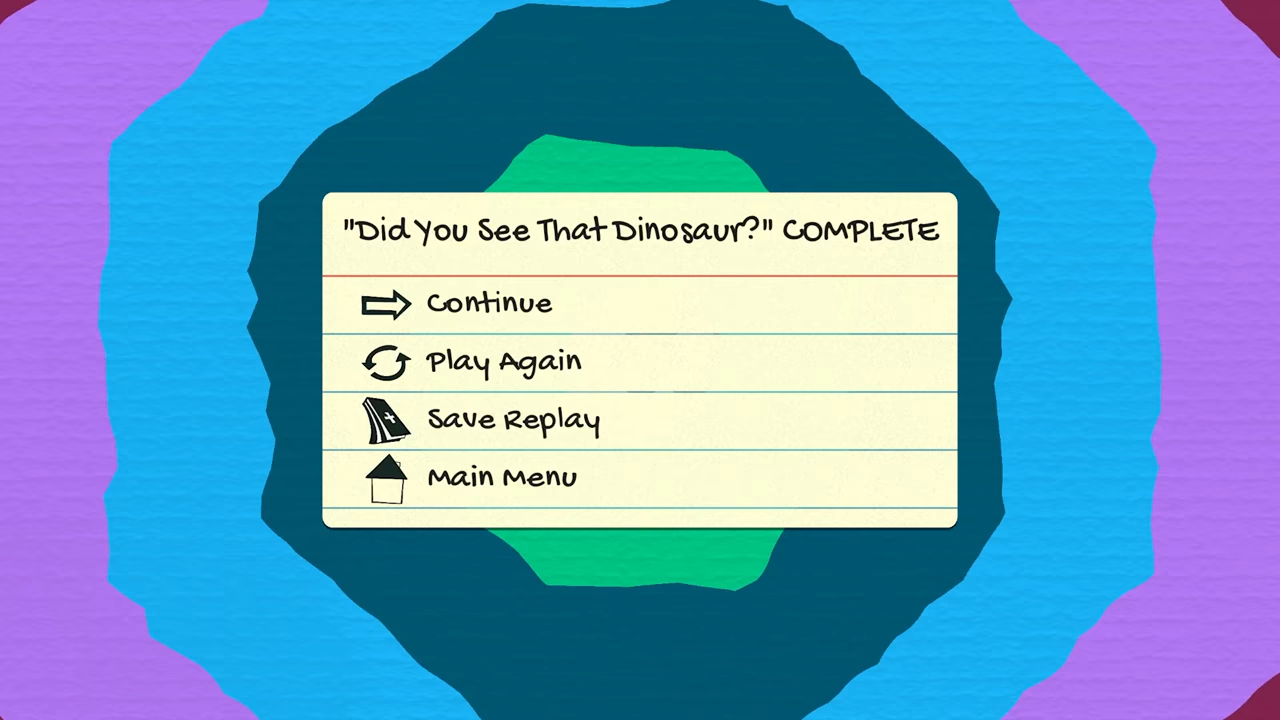 "Did You See That Dinosaur?" COMPLETE
Continue
Play Again
Save Replay
Main Menu